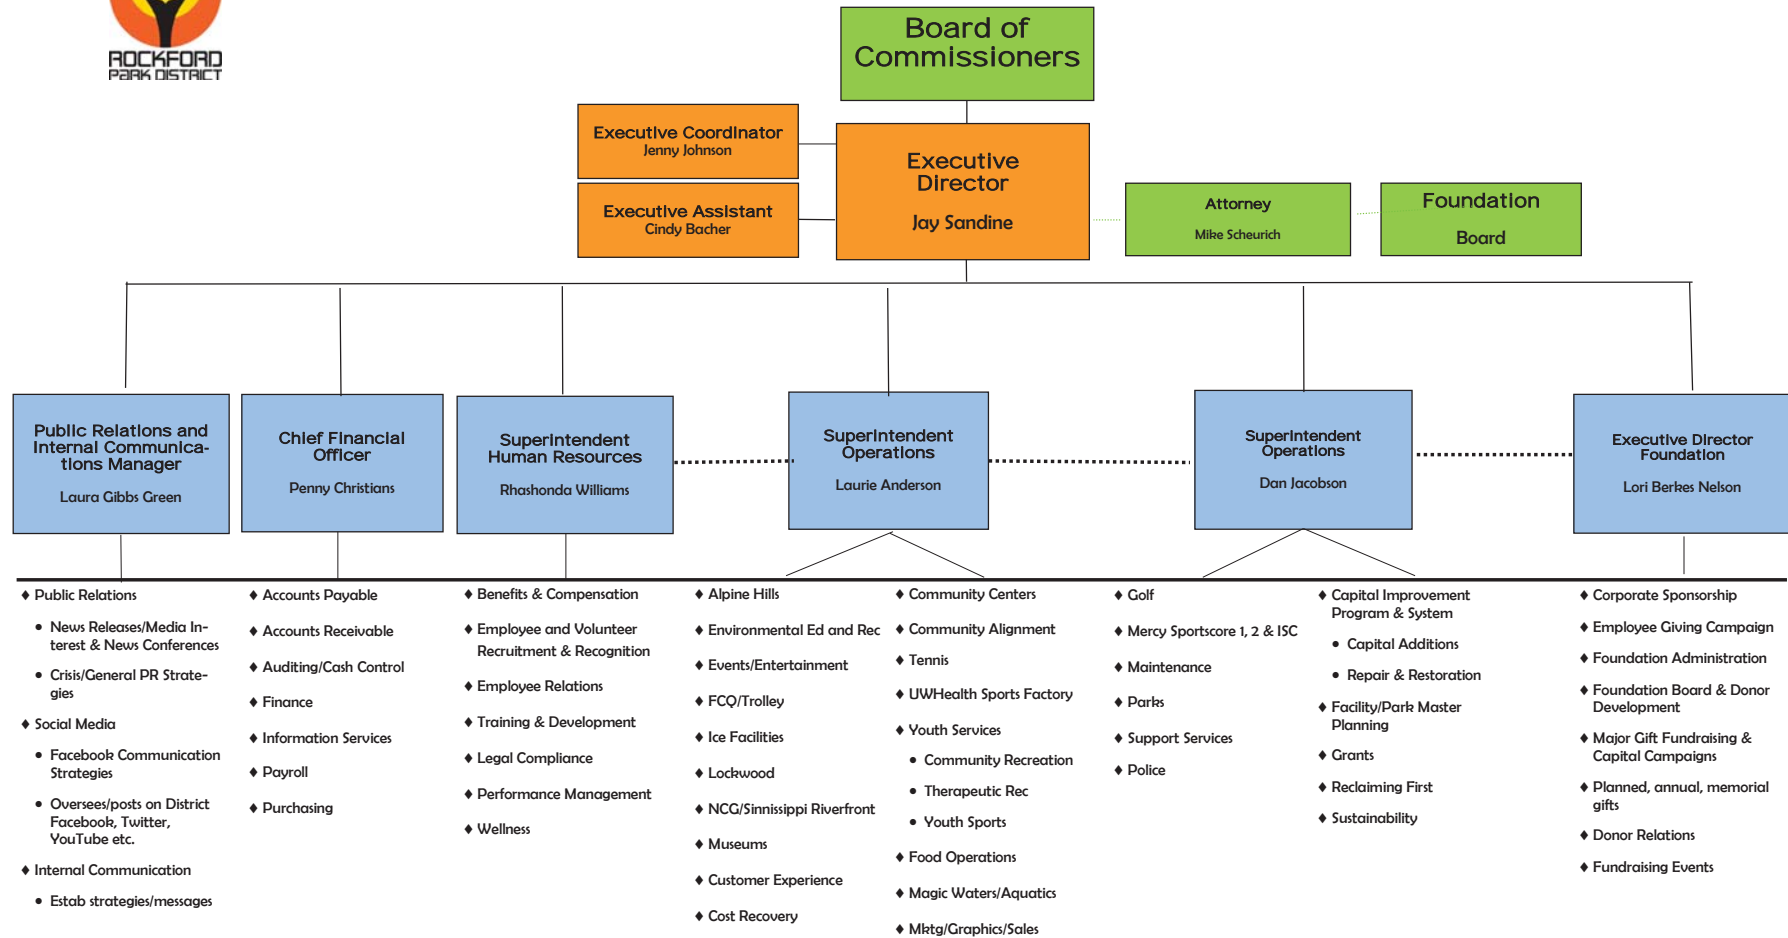 ROCKFORD
PARK DISTRICT
Board of
Commissioners
Executive Coordinator
Jenny Johnson
Executive Assistant
Cindy Bacher
Executive
Director
Jay Sandine
Attorney
Mike Scheurich
Foundation
Board
Public Relations and
Internal Communica-
tions Manager
Laura Gibbs Green
Chief Financial
Officer
Penny Christians
Superintendent
Human Resources
Rhashonda Williams
Superintendent
Operations
Laurie Anderson
Superintendent
Operations
Dan Jacobson
Executive Director
Foundation
Lori Berkes Nelson
♦ Public Relations
• News Releases/Media In-
terest & News Conferences
• Crisis/General PR Strate-
gies
♦ Social Media
• Facebook Communication
Strategies
• Oversees/posts on District
Facebook, Twitter,
YouTube etc.
♦ Internal Communication
• Estab strategies/messages
♦ Accounts Payable
♦ Accounts Receivable
♦ Auditing/Cash Control
♦ Finance
♦ Information Services
♦ Payroll
♦ Purchasing
♦ Benefits & Compensation
♦ Employee and Volunteer
Recruitment & Recognition
♦ Employee Relations
♦ Training & Development
♦ Legal Compliance
♦ Performance Management
♦ Wellness
♦ Alpine Hills
♦ Environmental Ed and Rec
♦ Events/Entertainment
♦ FCQ/Trolley
♦ Ice Facilities
♦ Lockwood
♦ NCG/Sinnissippi Riverfront
♦ Museums
♦ Customer Experience
♦ Cost Recovery
♦ Community Centers
♦ Community Alignment
♦ Tennis
♦ UWHealth Sports Factory
♦ Youth Services
• Community Recreation
• Therapeutic Rec
• Youth Sports
♦ Food Operations
♦ Magic Waters/Aquatics
♦ Mktg/Graphics/Sales
♦ Golf
♦ Mercy Sportscore 1, 2 & ISC
♦ Maintenance
♦ Parks
♦ Support Services
♦ Police
♦ Capital Improvement
Program & System
• Capital Additions
• Repair & Restoration
♦ Facility/Park Master
Planning
♦ Grants
♦ Reclaiming First
♦ Sustainability
♦ Corporate Sponsorship
♦ Employee Giving Campaign
♦ Foundation Administration
♦ Foundation Board & Donor
Development
♦ Major Gift Fundraising &
Capital Campaigns
♦ Planned, annual, memorial
gifts
♦ Donor Relations
♦ Fundraising Events